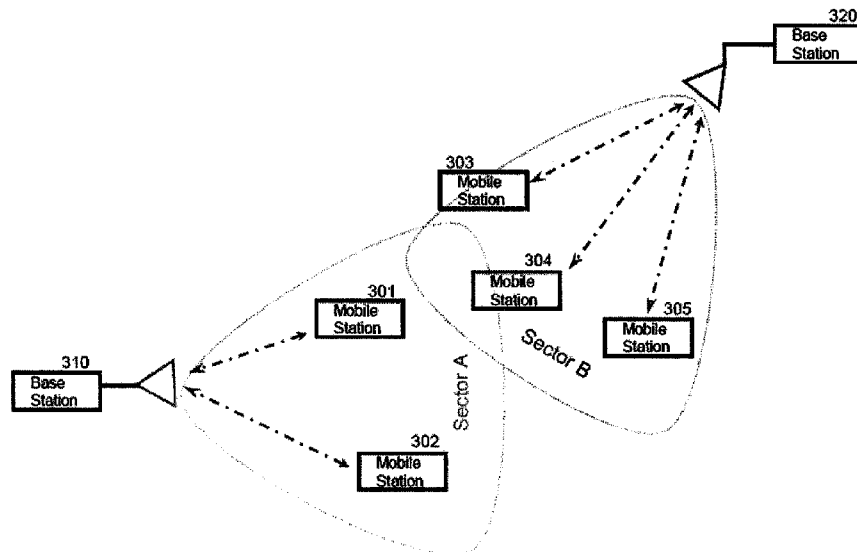 320
Base
Station
303
Mobile
Station
304
Mobile
Station
301
Mobile
Station
305
Mobile
Station
Sector B
310
Base
Station
Sector A
302
Mobile
Station